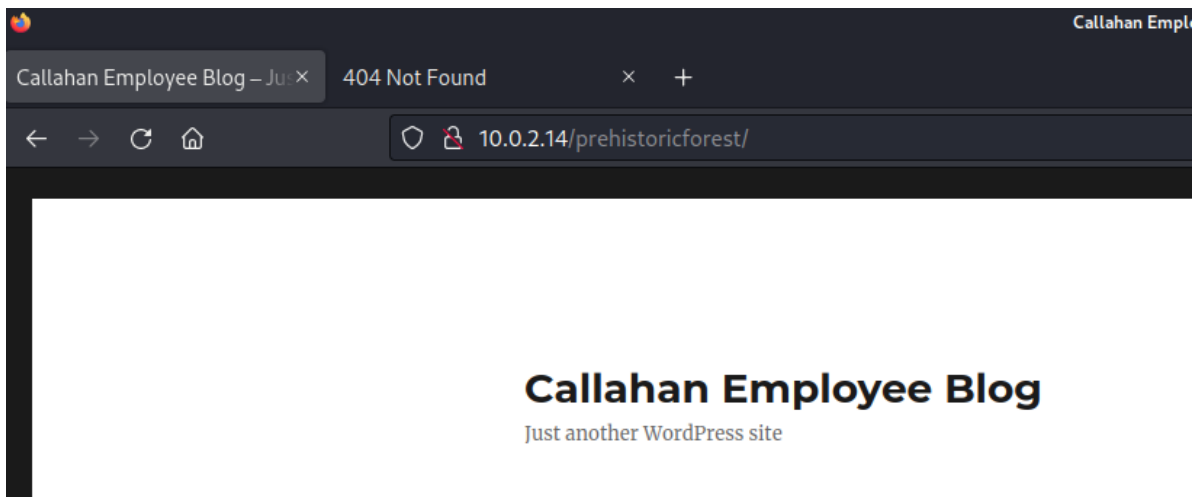 Callahan Emplo
Callahan Employee Blog – Jus
404 Not Found
10.0.2.14/prehistoricforest/
Callahan Employee Blog
Just another WordPress site